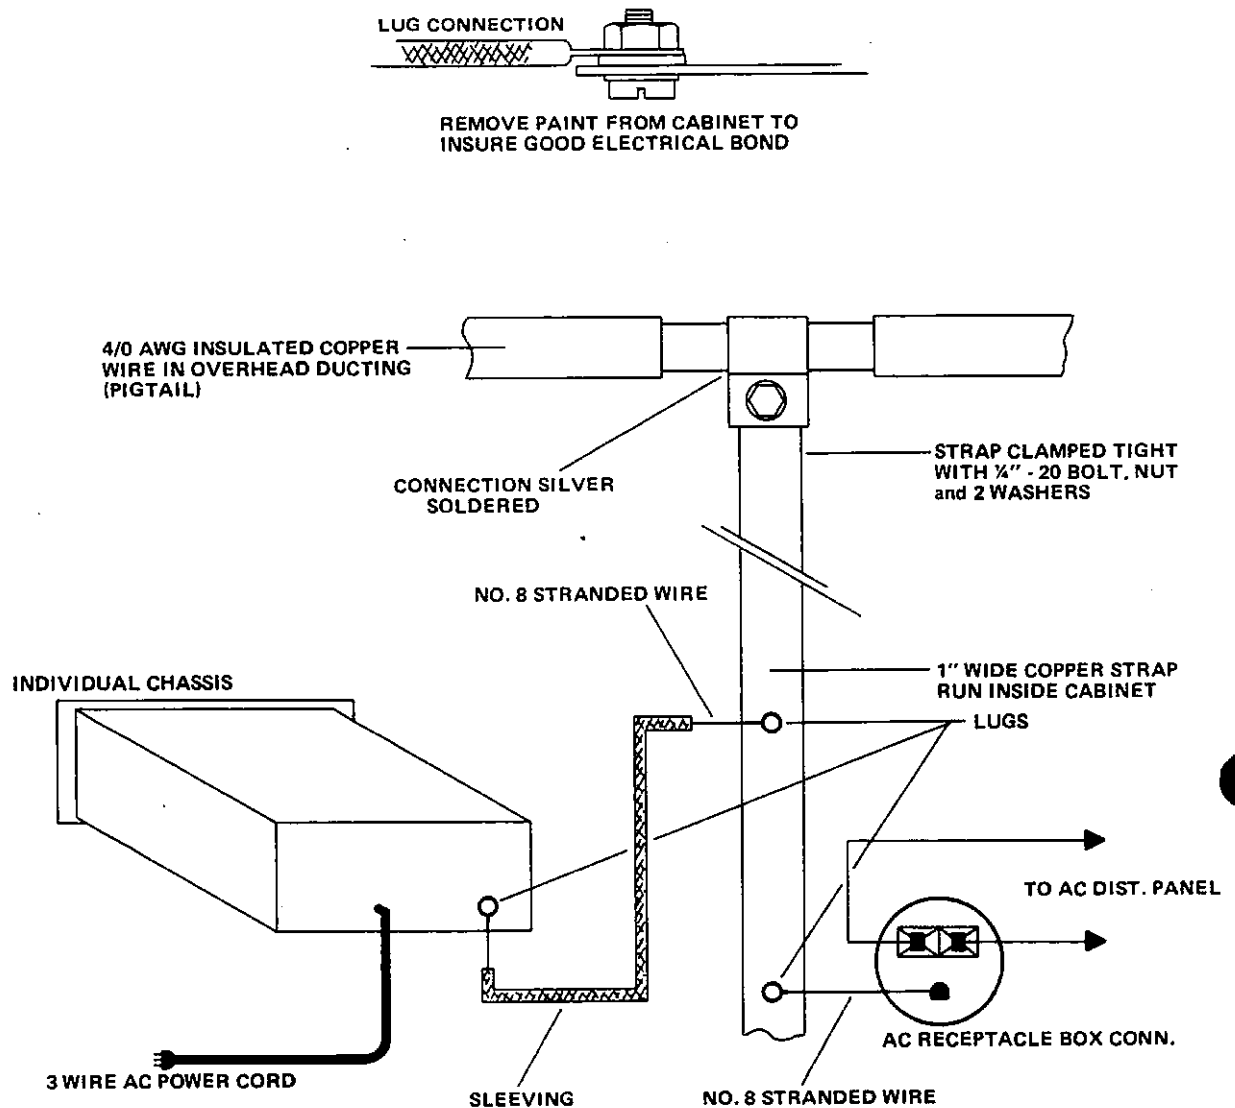 LUG CONNECTION
REMOVE PAINT FROM CABINET TO
INSURE GOOD ELECTRICAL BOND
4/0 AWG INSULATED COPPER
WIRE IN OVERHEAD DUCTING
(PIGTAIL)
CONNECTION SILVER
SOLDERED
STRAP CLAMPED TIGHT
WITH ¼" - 20 BOLT, NUT
and 2 WASHERS
NO. 8 STRANDED WIRE
1" WIDE COPPER STRAP
RUN INSIDE CABINET
LUGS
INDIVIDUAL CHASSIS
TO AC DIST. PANEL
AC RECEPTACLE BOX CONN.
3 WIRE AC POWER CORD
SLEEVING
NO. 8 STRANDED WIRE